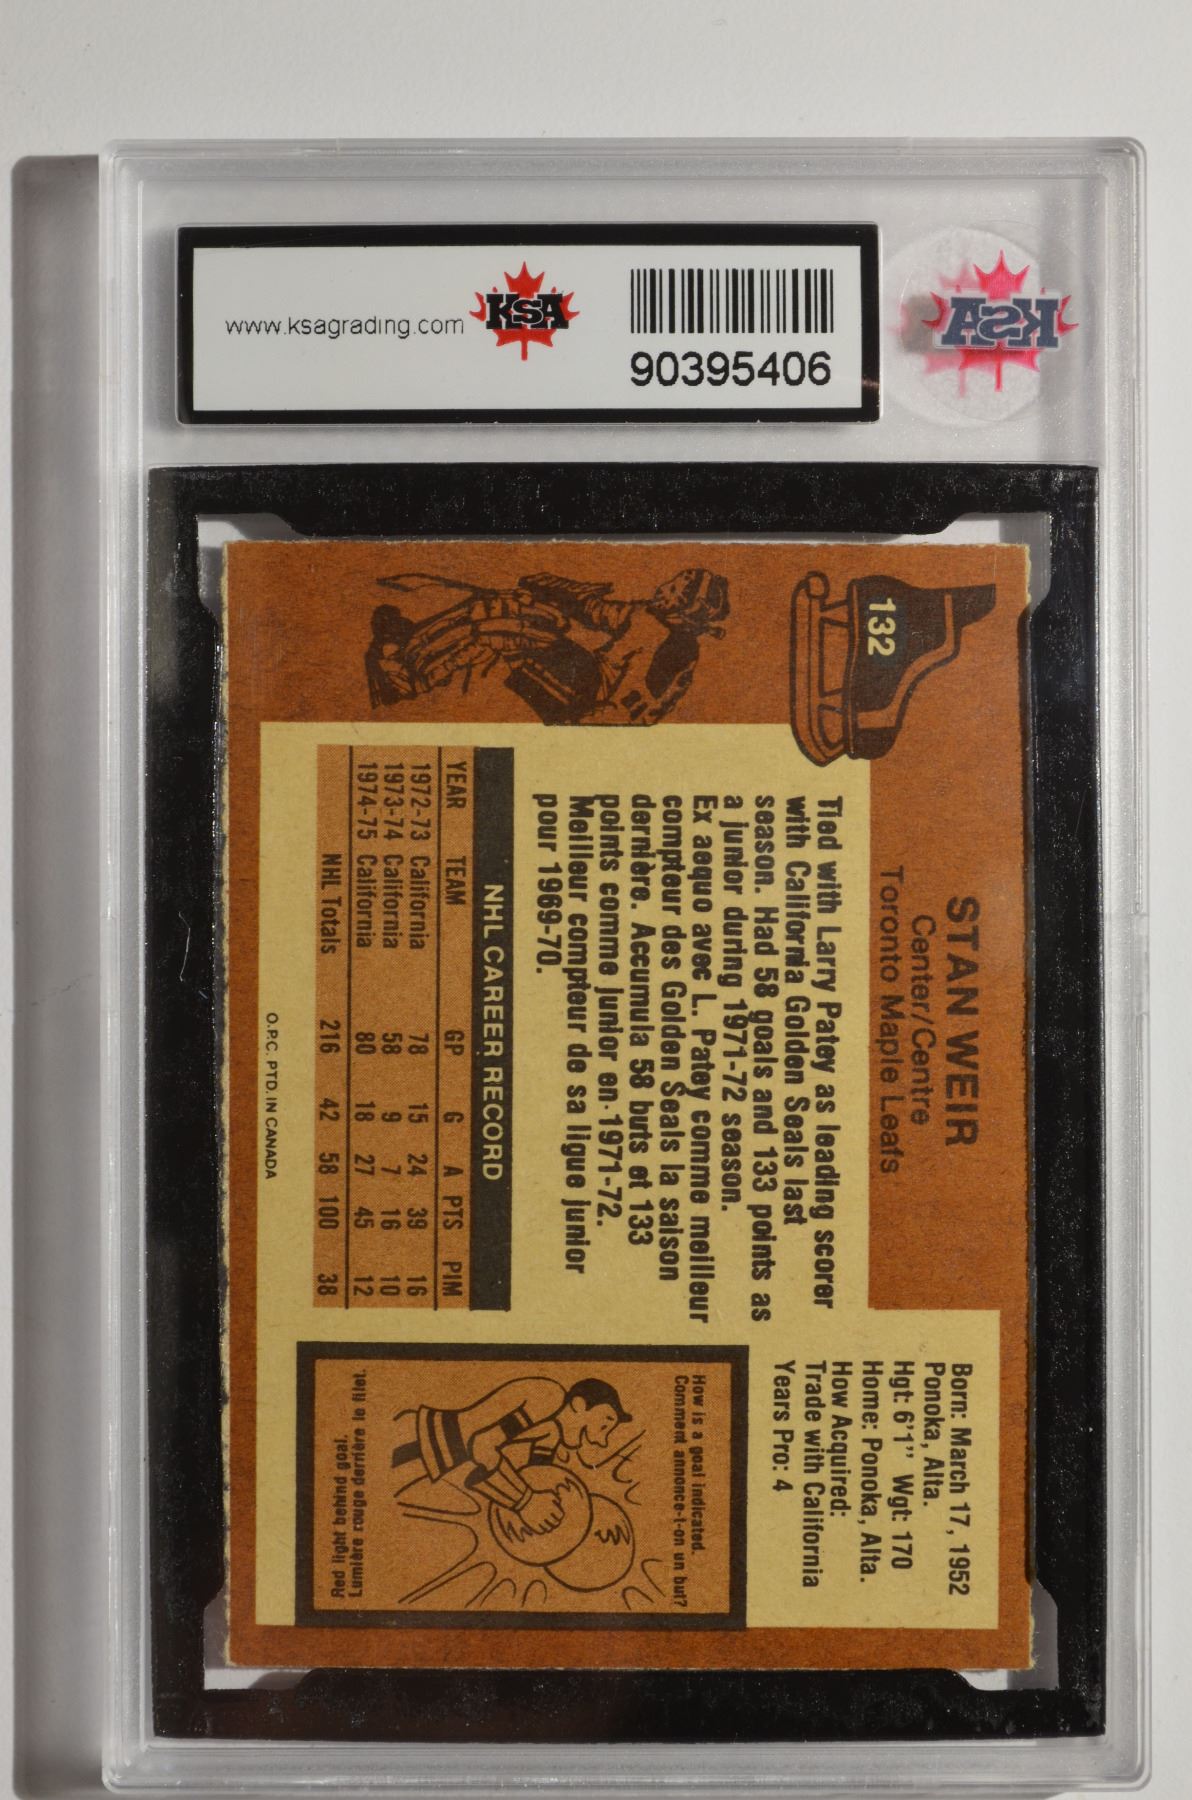 www.ksagrading.com
KSA
90395406
KSA
132
STAN WEIR
Center/Centre
Toronto Maple Leafs
Born: March 17, 1952
Ponoka, Alta.
Hgt: 6'1" Wgt: 170
Home: Ponoka, Alta.
How Acquired:
Trade with California
Years Pro: 4
Tied with Larry Patey as leading scorer
with California Golden Seals last
season. Had 58 goals and 133 points as
a junior during 1971-72 season.
Ex aequo avec L. Patey comme meilleur
compteur des Golden Seals la saison
dernière. Accumula 58 buts et 133
points comme junior en 1971-72.
Meilleur compteur de sa ligue junior
pour 1969-70.
NHL CAREER RECORD
YEAR TEAM GP G A PTS PIM
1972-73 California 78 15 24 39 16
1973-74 California 58 9 7 16 10
1974-75 California 80 18 27 45 12
NHL Totals 216 42 58 100 38
O.P.C. PTD. IN CANADA
How is a goal indicated.
Comment annonce-t-on un but?
Lumière rouge derrière le filet.
Red light behind goal.